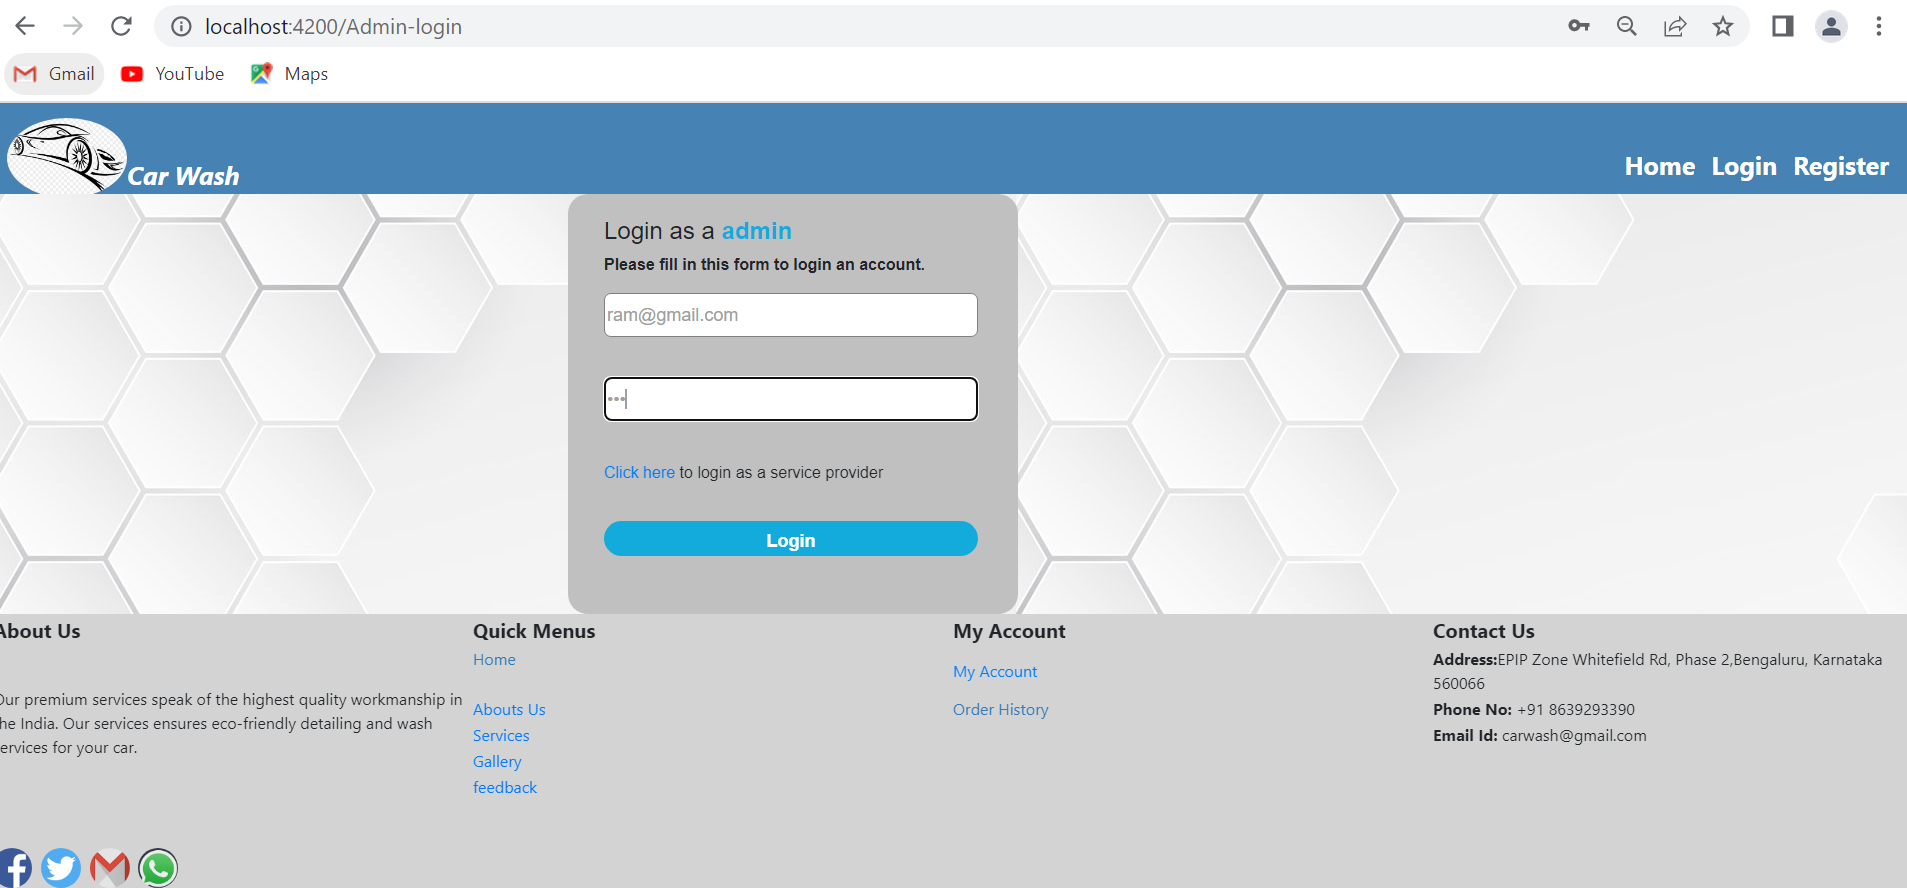 localhost:4200/Admin-login
Gmail YouTube Maps
Car Wash
Home Login Register
Login as a admin
Please fill in this form to login an account.
ram@gmail.com
•••
Click here to login as a service provider
Login
About Us
Our premium services speak of the highest quality workmanship in
the India. Our services ensures eco-friendly detailing and wash
services for your car.
Quick Menus
Home
Abouts Us
Services
Gallery
feedback
My Account
My Account
Order History
Contact Us
Address:EPIP Zone Whitefield Rd, Phase 2,Bengaluru, Karnataka
560066
Phone No: +91 8639293390
Email Id: carwash@gmail.com